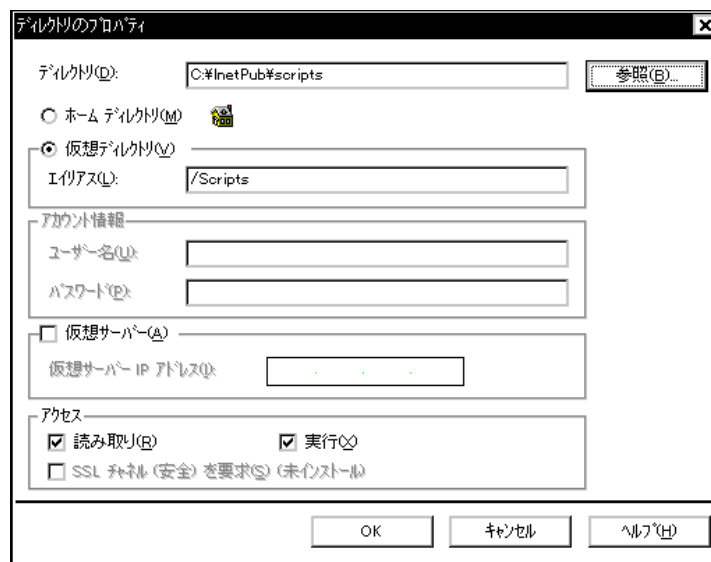 ディレクトリのプロパティ
ディレクトリ(D):
C:¥InetPub¥scripts
参照(B)...
ホーム ディレクトリ(M)
仮想ディレクトリ(V)
エイリアス(L):
/Scripts
アカウント情報
ユーザー名(U):
パスワード(P):
仮想サーバー(A)
仮想サーバー IP アドレス(I):
アクセス
読み取り(R)
実行(X)
SSL チャネル (安全) を要求(S) (未インストール)
OK
キャンセル
ヘルプ(H)